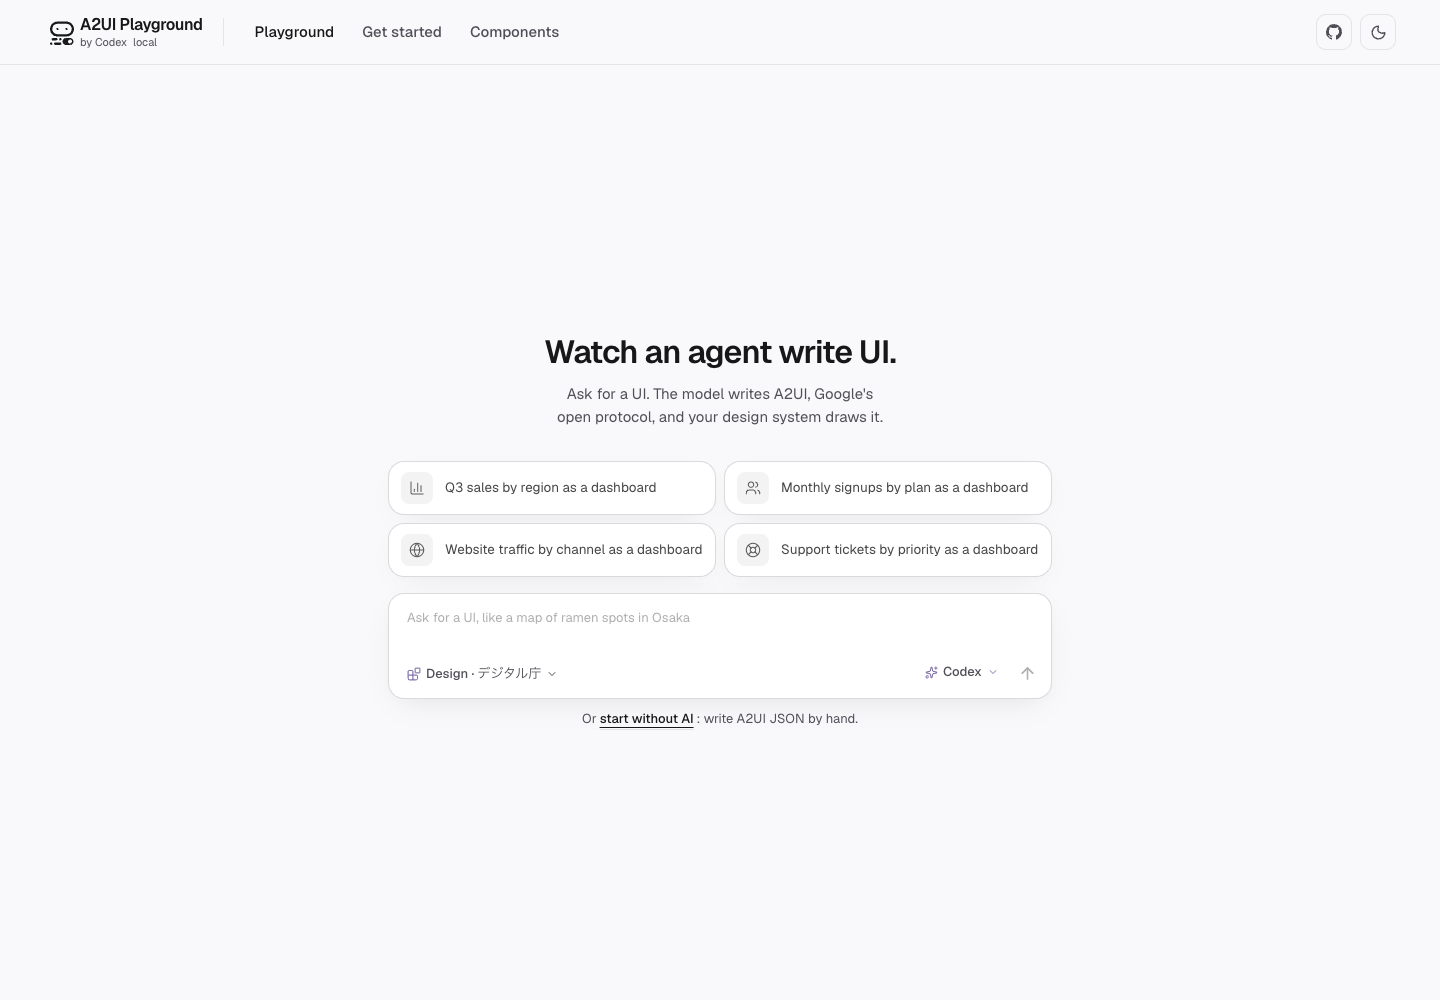 A2UI Playground
by Codex local
Playground
Get started
Components
Watch an agent write UI.
Ask for a UI. The model writes A2UI, Google's
open protocol, and your design system draws it.
Q3 sales by region as a dashboard
Monthly signups by plan as a dashboard
Website traffic by channel as a dashboard
Support tickets by priority as a dashboard
Ask for a UI, like a map of ramen spots in Osaka
Design · デジタル庁
Codex
Or start without AI : write A2UI JSON by hand.